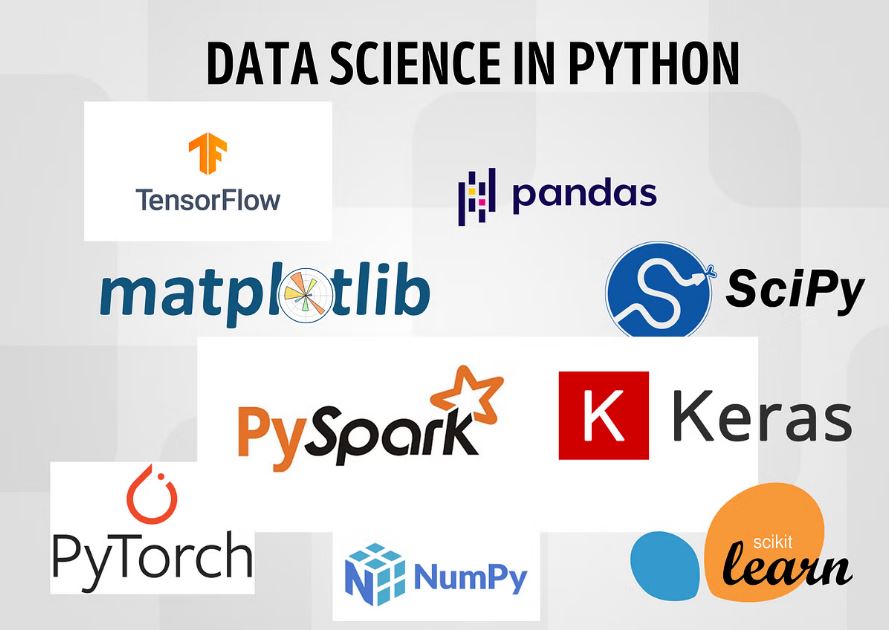 DATA SCIENCE IN PYTHON
TensorFlow
pandas
matplotlib
SciPy
PySpark
K Keras
PyTorch
NumPy
scikit
learn